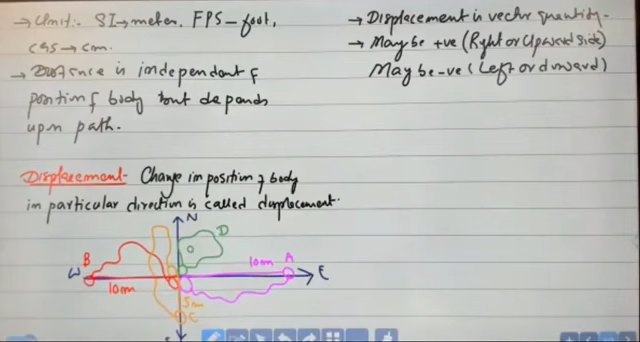 → Unit: SI → meter. FPS – foot.
CGS → cm.
→ Distance is independent of
position of body but depends
upon path.
→ Displacement is vector quantity.
→ May be +ve (Right or Upward side)
May be -ve (Left or downward)
Displacement - Change in position of body
in particular direction is called displacement.
N
D
B
10m A
W
E
10m
5m
C